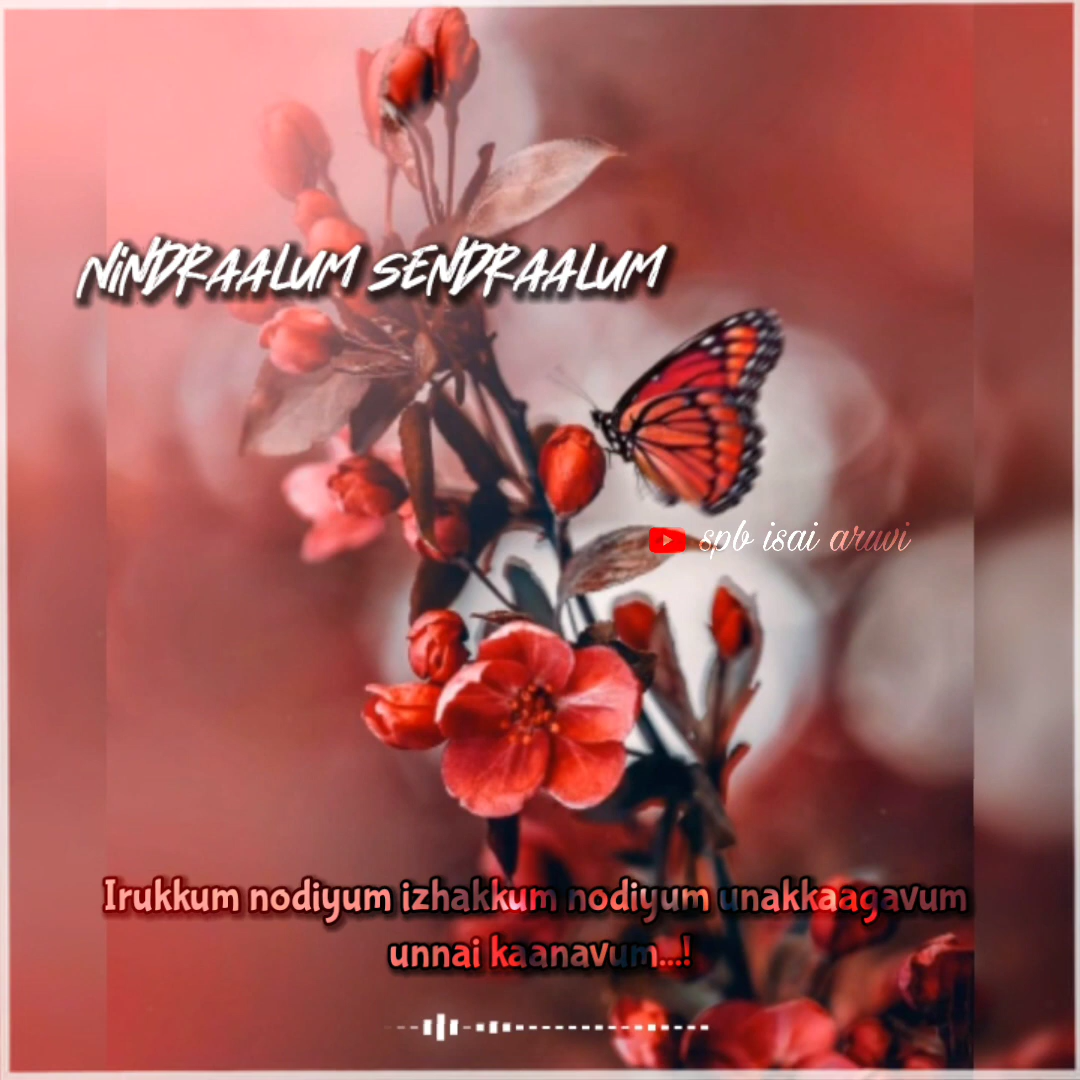 NiNDRAALUM SENDRAALUM
spb isai aruvi
Irukkum nodiyum izhakkum nodiyum unakkaagavum
unnai kaanavum...!